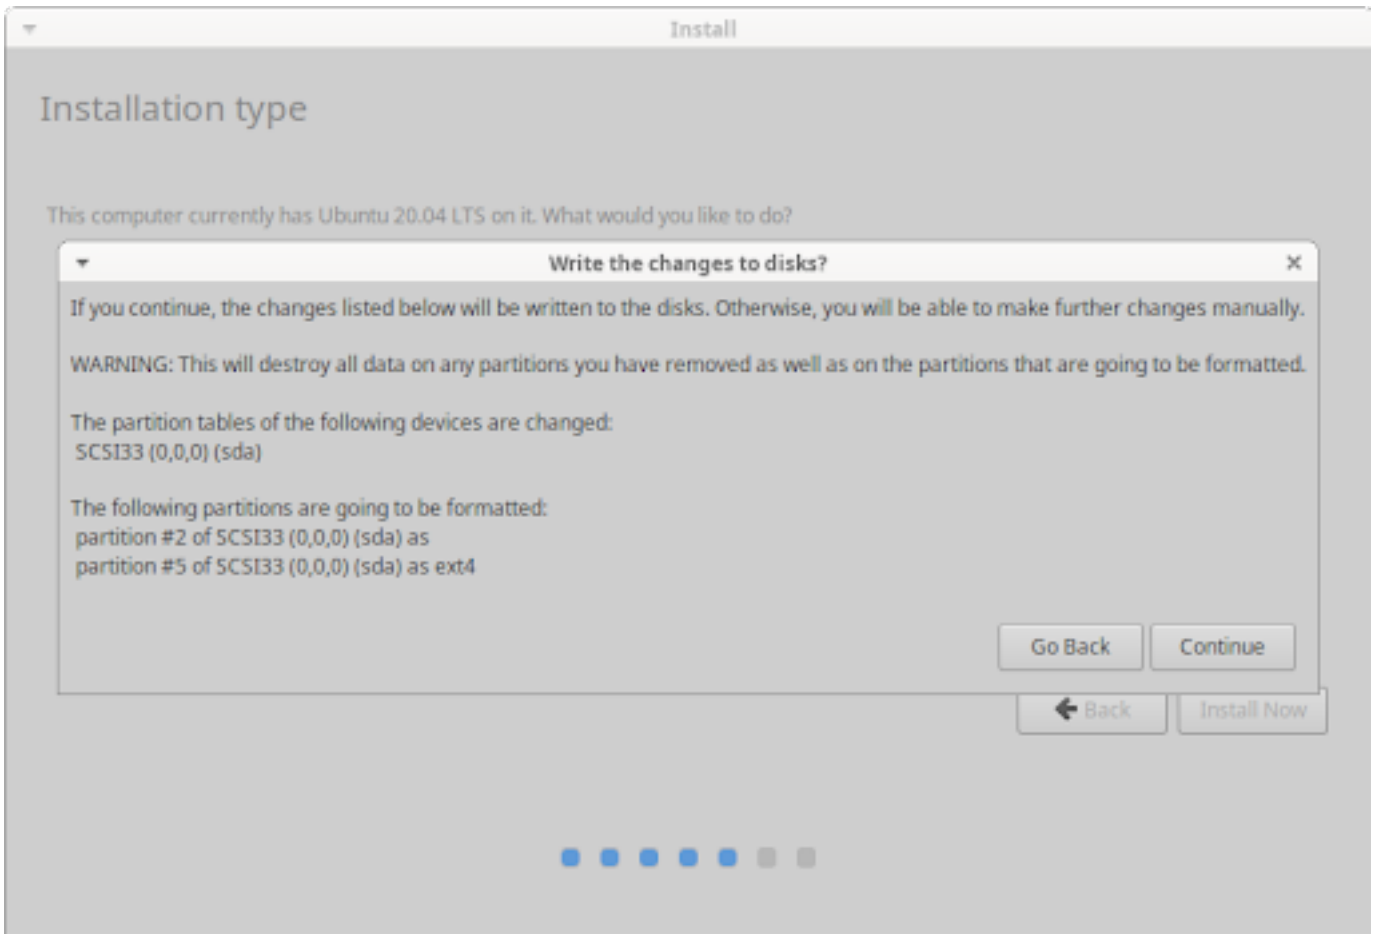 Install
Installation type
This computer currently has Ubuntu 20.04 LTS on it. What would you like to do?
Write the changes to disks?
If you continue, the changes listed below will be written to the disks. Otherwise, you will be able to make further changes manually.
WARNING: This will destroy all data on any partitions you have removed as well as on the partitions that are going to be formatted.
The partition tables of the following devices are changed:
SCSI33 (0,0,0) (sda)
The following partitions are going to be formatted:
partition #2 of SCSI33 (0,0,0) (sda) as
partition #5 of SCSI33 (0,0,0) (sda) as ext4
Go Back Continue
Back Install Now